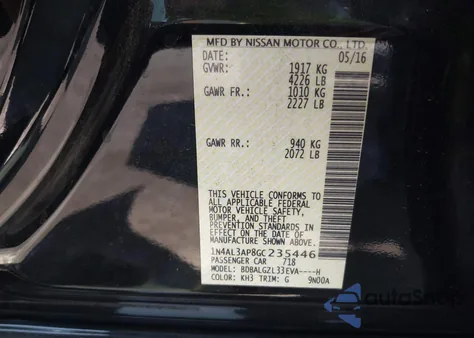 MFD BY NISSAN MOTOR CO., LTD.
DATE: 05/16
GVWR: 1917 KG
4226 LB
GAWR FR.: 1010 KG
2227 LB
GAWR RR.: 940 KG
2072 LB
THIS VEHICLE CONFORMS TO
ALL APPLICABLE FEDERAL
MOTOR VEHICLE SAFETY,
BUMPER, AND THEFT
PREVENTION STANDARDS IN
EFFECT ON THE DATE OF
MANUFACTURE SHOWN ABOVE.
1N4AL3AP8GC235446
PASSENGER CAR 718
MODEL: BDBALGZL33EVA----H
COLOR: KH3 TRIM: G 9N00A
autoShop